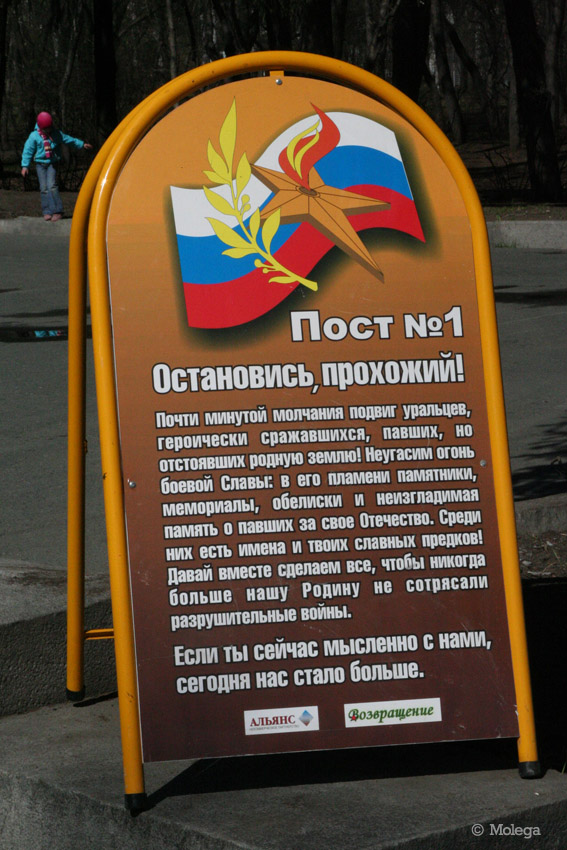 Пост №1
Остановись, прохожий!
Почти минутой молчания подвиг уральцев,
героически сражавшихся, павших, но
отстоявших родную землю! Неугасим огонь
боевой Славы: в его пламени памятники,
мемориалы, обелиски и неизгладимая
память о павших за свое Отечество. Среди
них есть имена и твоих славных предков!
Давай вместе сделаем все, чтобы никогда
больше нашу Родину не сотрясали
разрушительные войны.
Если ты сейчас мысленно с нами,
сегодня нас стало больше.
АЛЬЯНС
Возвращение
© Molega